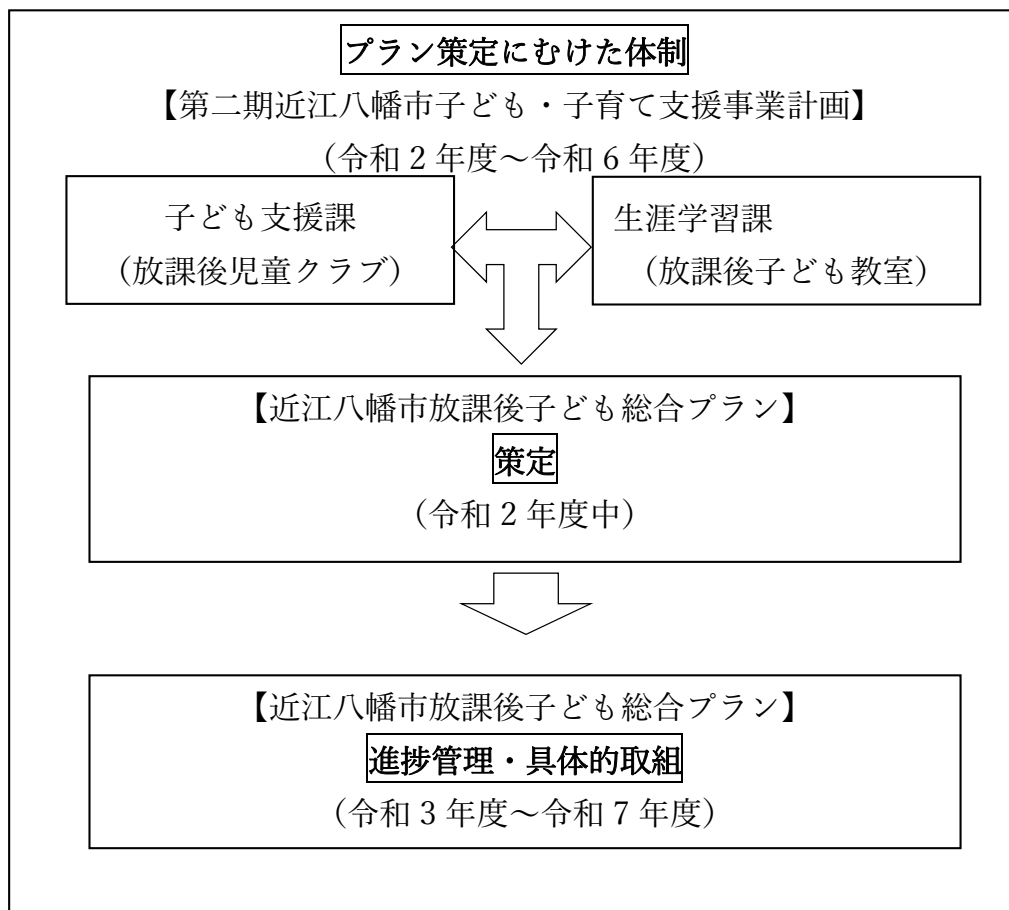 プラン策定にむけた体制
【第二期近江八幡市子ども・子育て支援事業計画】
（令和 2 年度～令和 6 年度）
子ども支援課
（放課後児童クラブ）
生涯学習課
（放課後子ども教室）
【近江八幡市放課後子ども総合プラン】
策定
（令和 2 年度中）
【近江八幡市放課後子ども総合プラン】
進捗管理・具体的取組
（令和 3 年度～令和 7 年度）